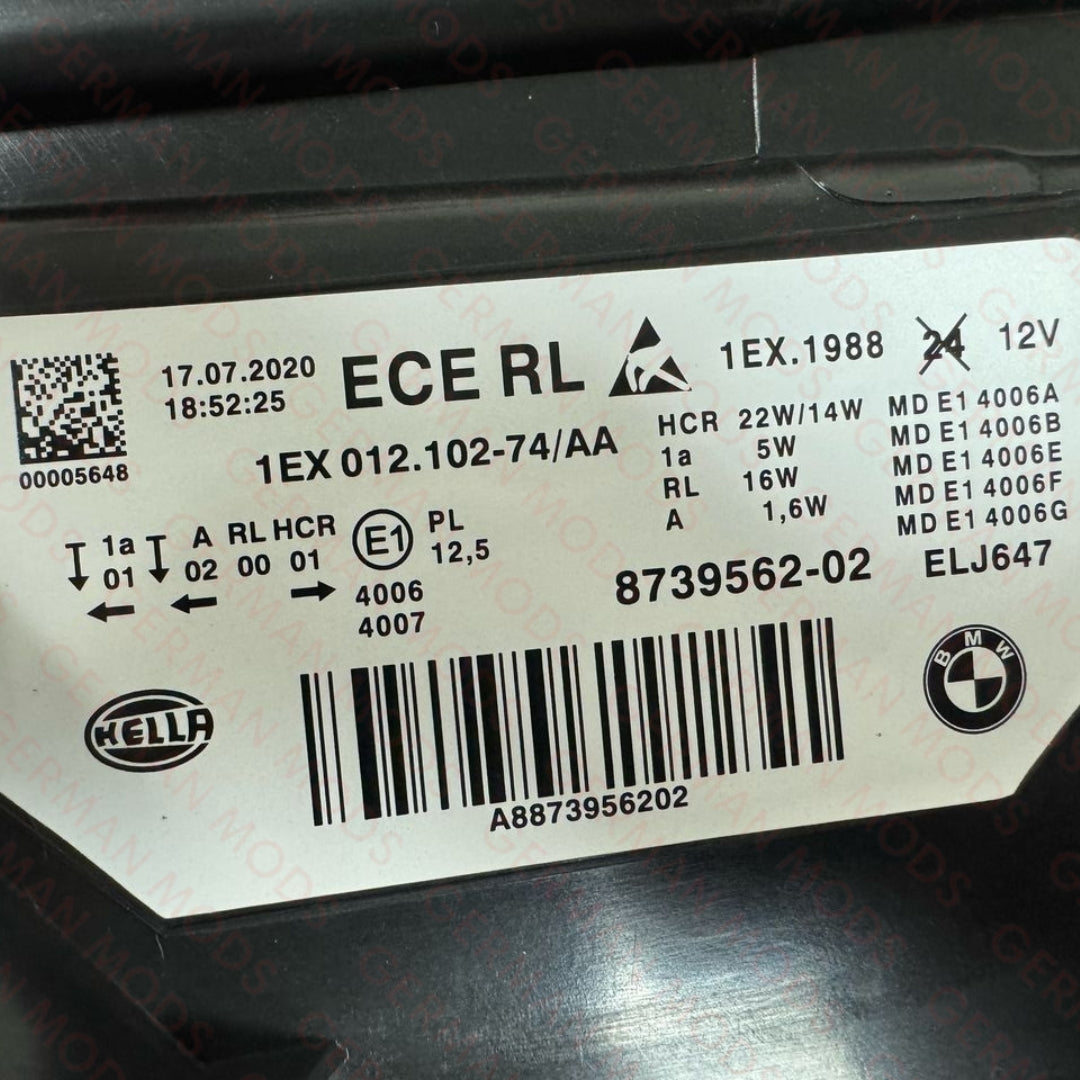 17.07.2020
18:52:25
ECE RL
1EX.1988
24
12V
00005648
1EX 012.102-74/AA
HCR 22W/14W
1a 5W
RL 16W
A 1,6W
MD E1 4006A
MD E1 4006B
MD E1 4006E
MD E1 4006F
MD E1 4006G
1a A RL HCR
01 02 00 01
E1
PL
12,5
4006
4007
8739562-02
ELJ647
HELLA
BMW
A8873956202
GERMAN MODS